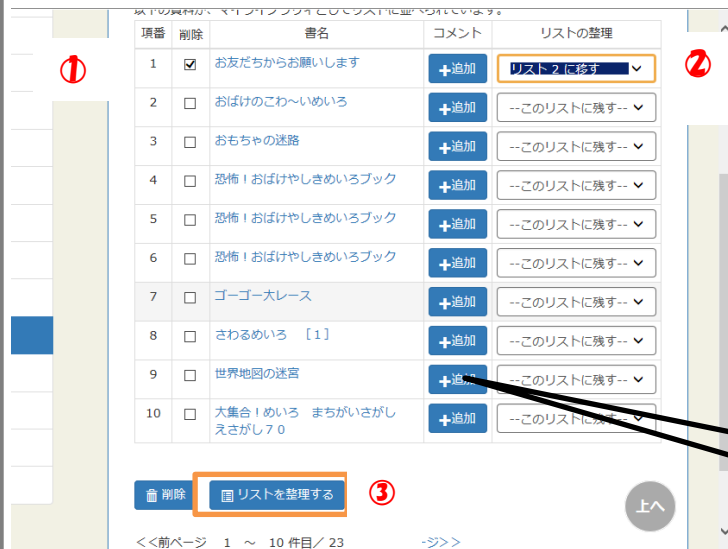 以下の資料が、マイライブラリィとしてリストに並べられています。
項番 削除 書名 コメント リストの整理
① ②
1 お友だちからお願いします +追加 リスト 2 に移す
2 おばけのこわ~いめいろ +追加 --このリストに残す--
3 おもちゃの迷路 +追加 --このリストに残す--
4 恐怖!おばけやしきめいろブック +追加 --このリストに残す--
5 恐怖!おばけやしきめいろブック +追加 --このリストに残す--
6 恐怖!おばけやしきめいろブック +追加 --このリストに残す--
7 ゴーゴー大レース +追加 --このリストに残す--
8 さわるめいろ [1] +追加 --このリストに残す--
9 世界地図の迷宮 +追加 --このリストに残す--
10 大集合!めいろ まちがいさがし +追加 --このリストに残す--
えさがし70
削除 リストを整理する ③
上へ
<<前ページ 1 ~ 10 件目/ 23 -ジ>>